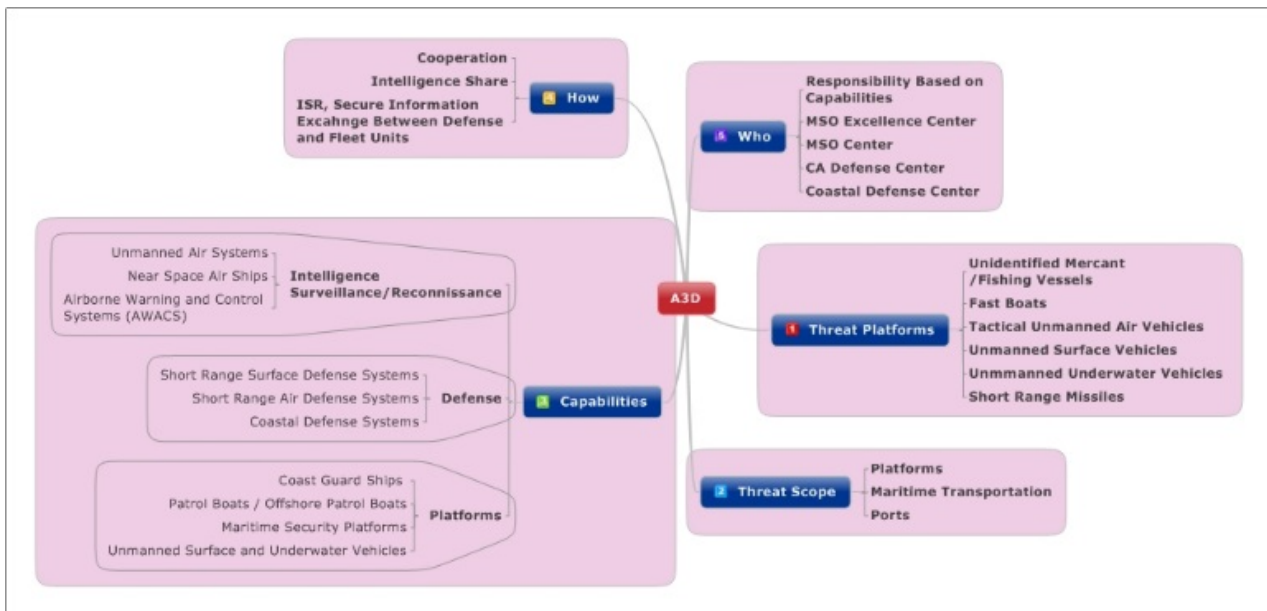 Cooperation
Intelligence Share
ISR, Secure Information
Excahnge Between Defense
and Fleet Units
4 How
5 Who
Responsibility Based on
Capabilities
MSO Excellence Center
MSO Center
CA Defense Center
Coastal Defense Center
A3D
1 Threat Platforms
Unidentified Mercant
/Fishing Vessels
Fast Boats
Tactical Unmanned Air Vehicles
Unmanned Surface Vehicles
Unmmanned Underwater Vehicles
Short Range Missiles
2 Threat Scope
Platforms
Maritime Transportation
Ports
3 Capabilities
Intelligence
Surveillance/Reconnissance
Unmanned Air Systems
Near Space Air Ships
Airborne Warning and Control
Systems (AWACS)
Defense
Short Range Surface Defense Systems
Short Range Air Defense Systems
Coastal Defense Systems
Platforms
Coast Guard Ships
Patrol Boats / Offshore Patrol Boats
Maritime Security Platforms
Unmanned Surface and Underwater Vehicles